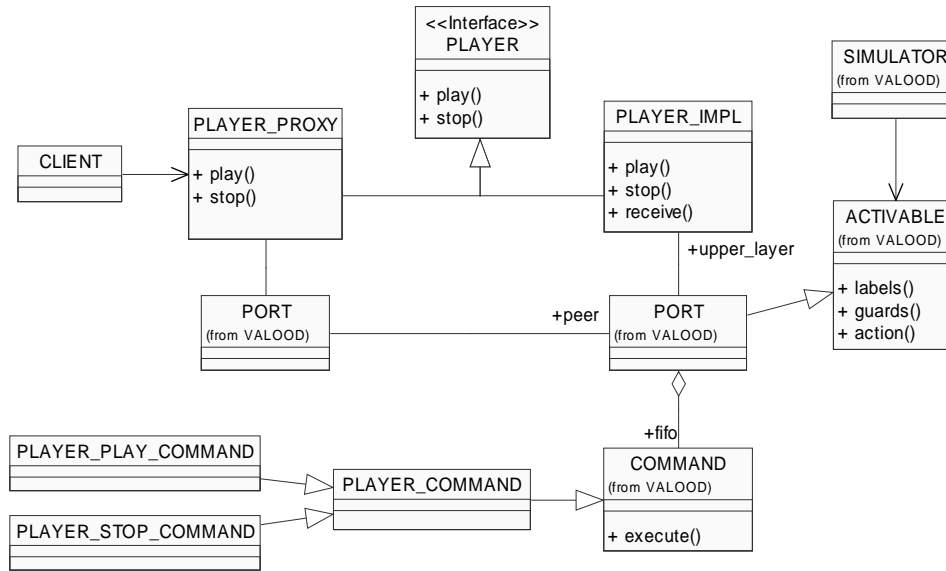 <<Interface>>
PLAYER
+ play()
+ stop()
SIMULATOR
(from VALOOD)
PLAYER_PROXY
+ play()
+ stop()
PLAYER_IMPL
+ play()
+ stop()
+ receive()
CLIENT
ACTIVABLE
(from VALOOD)
+ labels()
+ guards()
+ action()
+upper_layer
PORT
(from VALOOD)
+peer
PORT
(from VALOOD)
+fifo
PLAYER_PLAY_COMMAND
PLAYER_STOP_COMMAND
PLAYER_COMMAND
COMMAND
(from VALOOD)
+ execute()